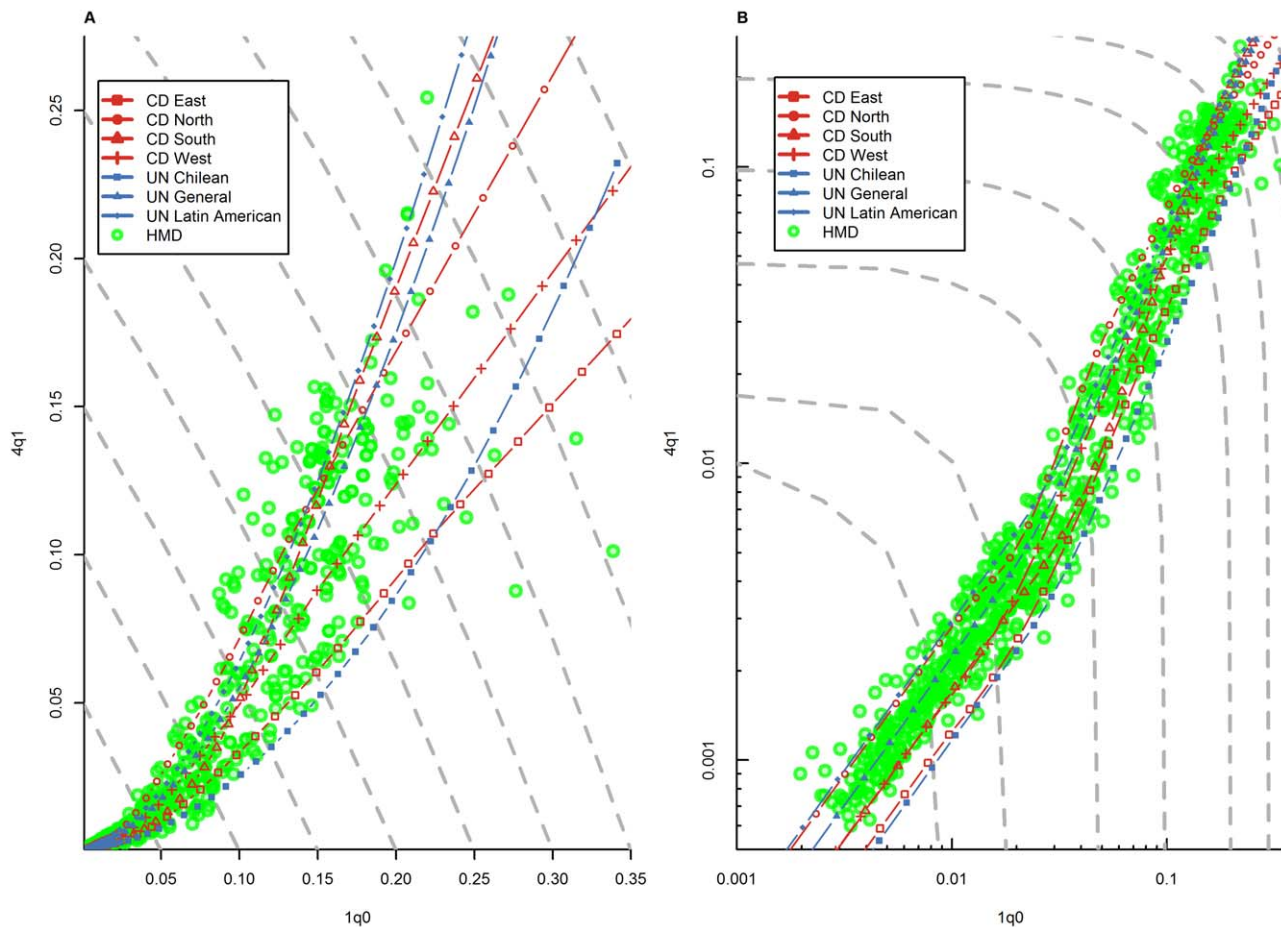 A
4q1
0.25
0.20
0.15
0.10
0.05
CD East
CD North
CD South
CD West
UN Chilean
UN General
UN Latin American
HMD
0.05 0.10 0.15 0.20 0.25 0.30 0.35
1q0
B
4q1
0.1
0.01
0.001
CD East
CD North
CD South
CD West
UN Chilean
UN General
UN Latin American
HMD
0.001 0.01 0.1
1q0